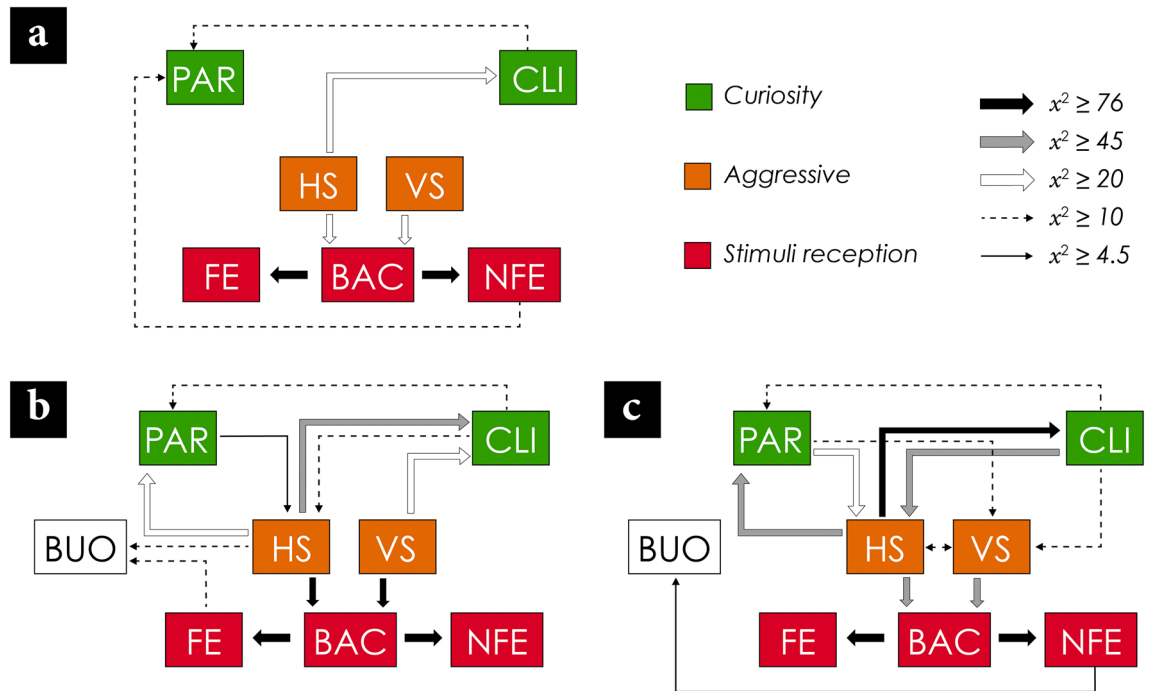 a
PAR
CLI
HS
VS
FE
BAC
NFE
Curiosity
Aggressive
Stimuli reception
x² ≥ 76
x² ≥ 45
x² ≥ 20
x² ≥ 10
x² ≥ 4.5
b
PAR
CLI
BUO
HS
VS
FE
BAC
NFE
c
PAR
CLI
BUO
HS
VS
FE
BAC
NFE